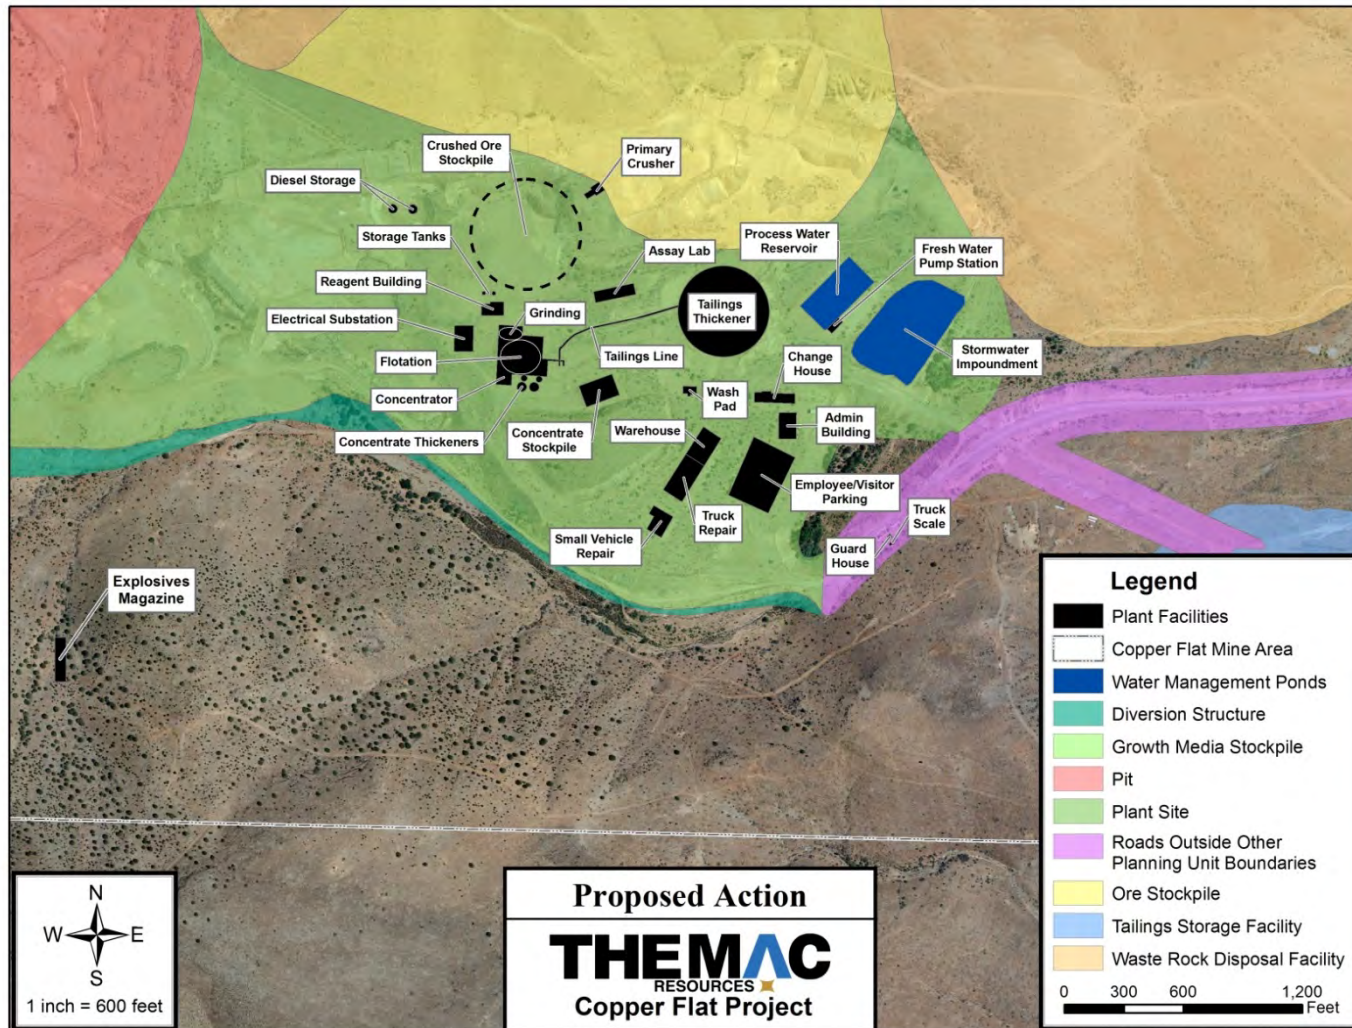 Crushed Ore
Stockpile
Primary
Crusher
Diesel Storage
Storage Tanks
Process Water
Reservoir
Fresh Water
Pump Station
Assay Lab
Reagent Building
Grinding
Tailings
Thickener
Electrical Substation
Flotation
Tailings Line
Stormwater
Impoundment
Change
House
Concentrator
Wash
Pad
Concentrate Thickeners
Concentrate
Stockpile
Warehouse
Admin
Building
Employee/Visitor
Parking
Truck
Repair
Truck
Scale
Small Vehicle
Repair
Guard
House
Explosives
Magazine
Legend
Plant Facilities
Copper Flat Mine Area
Water Management Ponds
Diversion Structure
Growth Media Stockpile
Pit
Plant Site
Roads Outside Other
Planning Unit Boundaries
Ore Stockpile
Tailings Storage Facility
Waste Rock Disposal Facility
0 300 600 1,200
Feet
N
W E
S
1 inch = 600 feet
Proposed Action
THEMAC
RESOURCES
Copper Flat Project